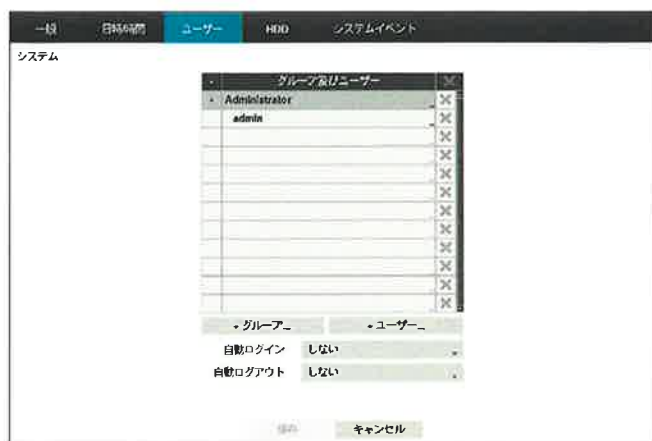 一般 日時/時間 ユーザー HDD システムイベント
システム
グループ及びユーザー
Administrator
admin
+ グループ...
+ ユーザー...
自動ログイン しない
自動ログアウト しない
保存 キャンセル